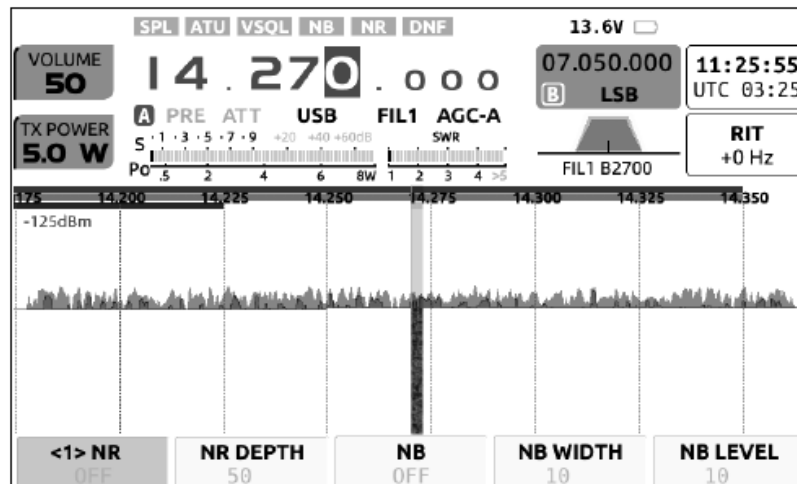 SPL ATU VSQL NB NR DNF 13.6V
VOLUME
50
14.270.000
07.050.000
B LSB
11:25:55
UTC 03:25
A PRE ATT USB FIL1 AGC-A
TX POWER
5.0 W
S ·1 ·3 ·5 ·7 ·9 +20 +40 +60dB SWR
Po .5 2 4 6 8W 1 2 3 4 >5
FIL1 B2700
RIT
+0 Hz
175 14.200 14.225 14.250 14.275 14.300 14.325 14.350
-125dBm
<1> NR NR DEPTH NB NB WIDTH NB LEVEL
OFF 50 OFF 10 10